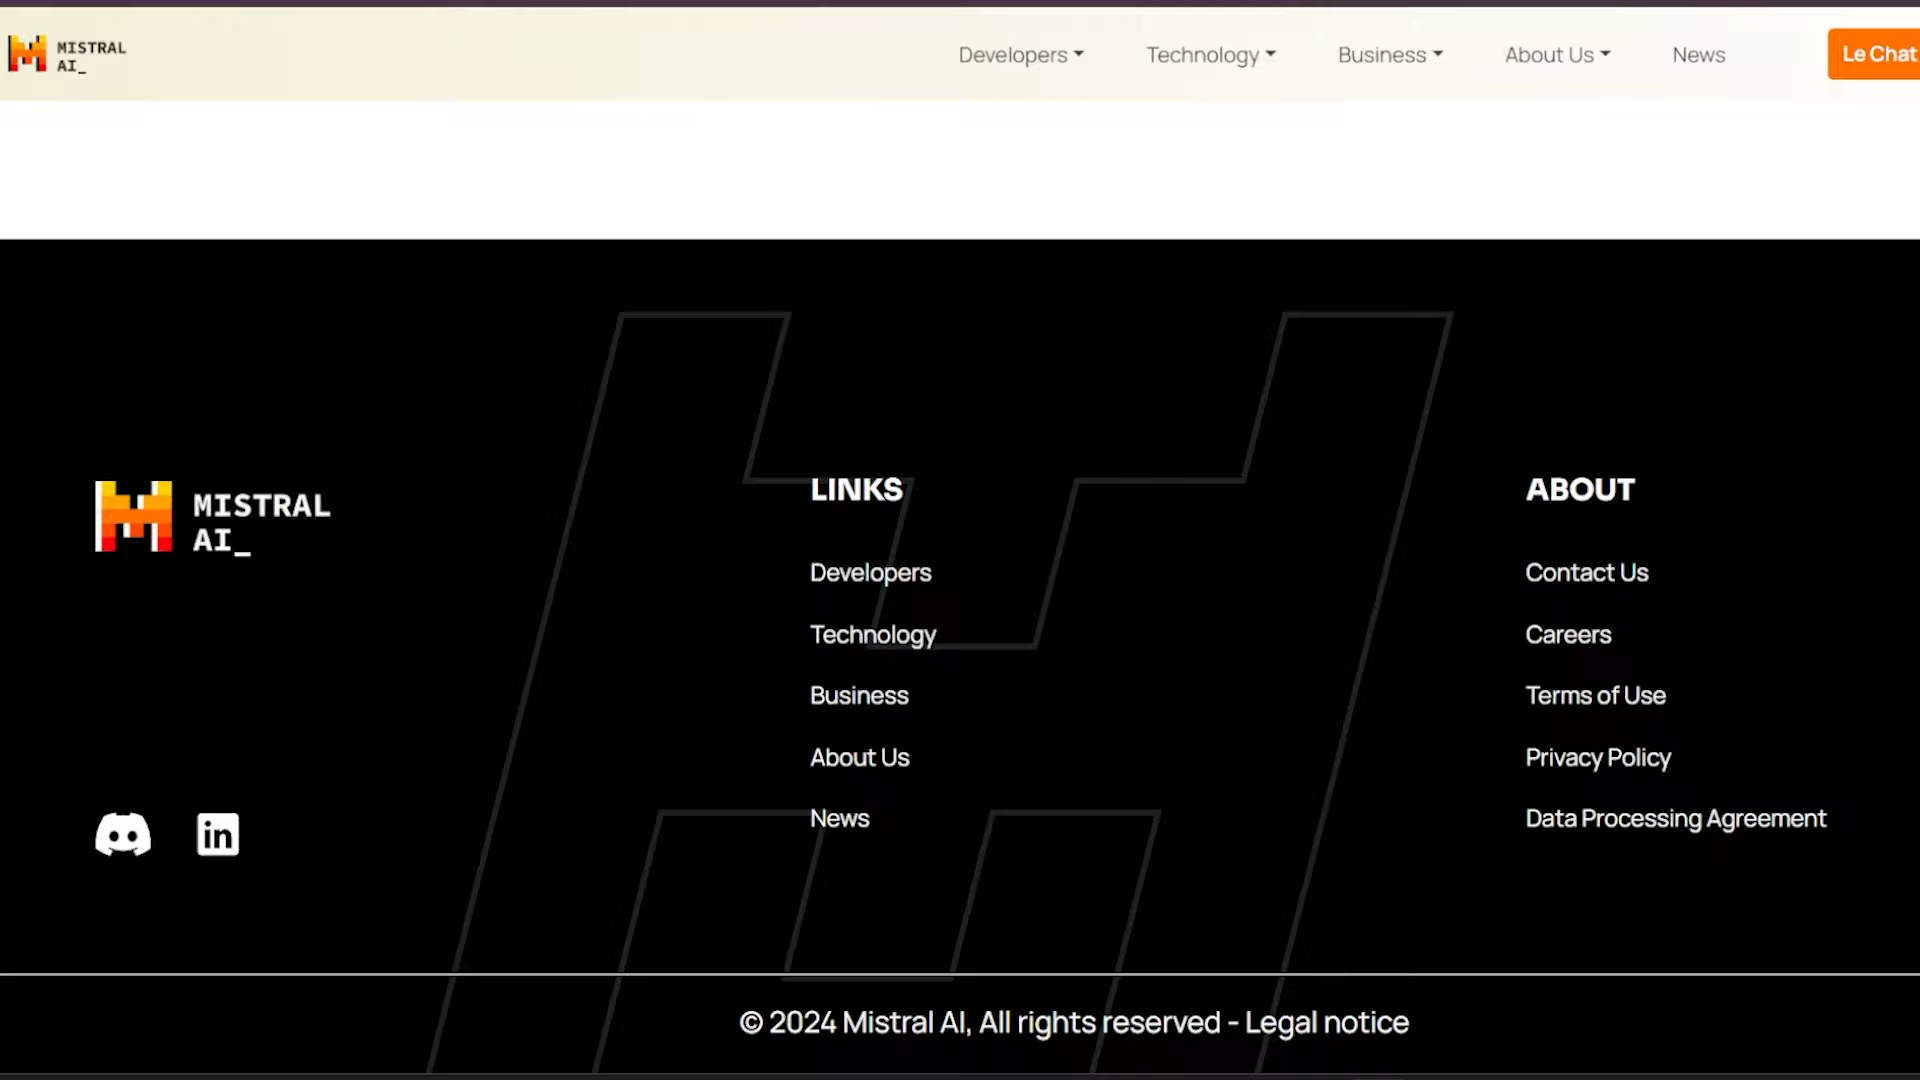 MISTRAL
AI_
Developers
Technology
Business
About Us
News
Le Chat
MISTRAL
AI_
LINKS
Developers
Technology
Business
About Us
News
ABOUT
Contact Us
Careers
Terms of Use
Privacy Policy
Data Processing Agreement
in
© 2024 Mistral AI, All rights reserved - Legal notice